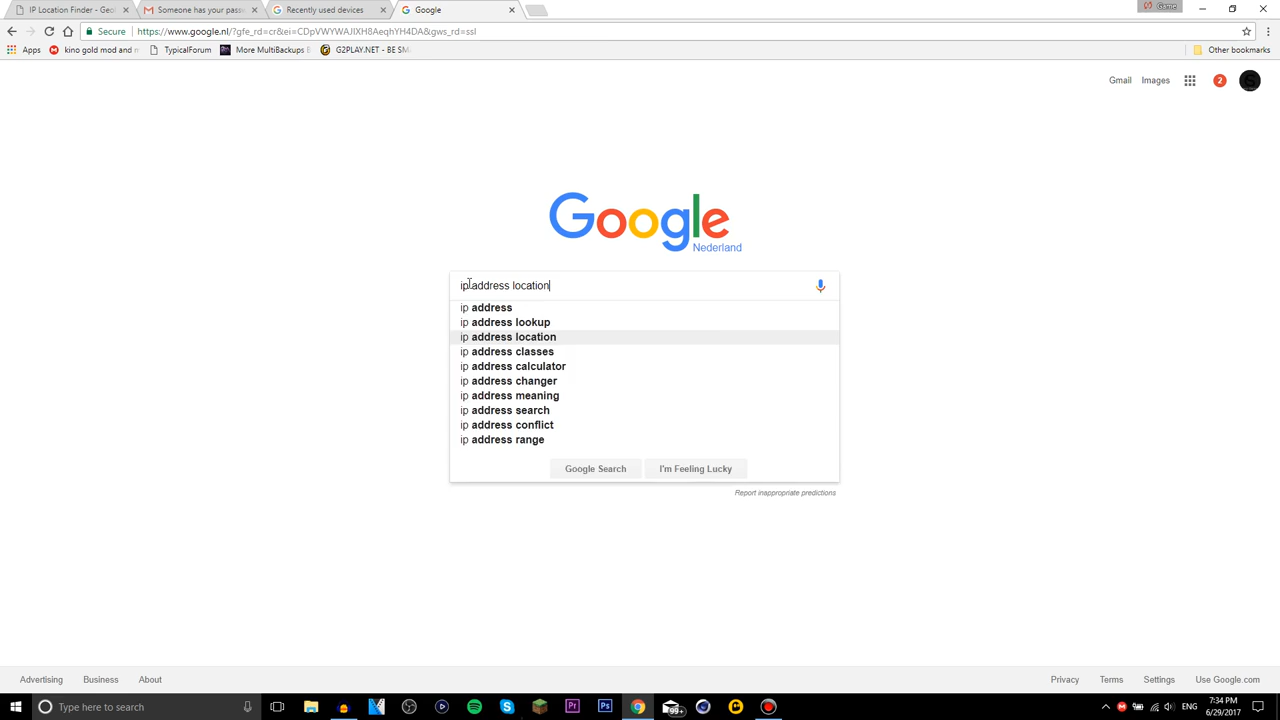 IP Location Finder - Geol
Someone has your passw
Recently used devices
Google
Game
Secure
https://www.google.nl/?gfe_rd=cr&ei=CDpVWYWAJIXH8AeqhYH4DA&gws_rd=ssl
Apps
kino gold mod and n
TypicalForum
More MultiBackups B
G2PLAY.NET - BE SMA
Other bookmarks
Gmail
Images
2
Google
Nederland
ip address location
ip address
ip address lookup
ip address location
ip address classes
ip address calculator
ip address changer
ip address meaning
ip address search
ip address conflict
ip address range
Google Search
I'm Feeling Lucky
Report inappropriate predictions
Advertising
Business
About
Privacy
Terms
Settings
Use Google.com
Type here to search
99+
7:34 PM
6/29/2017